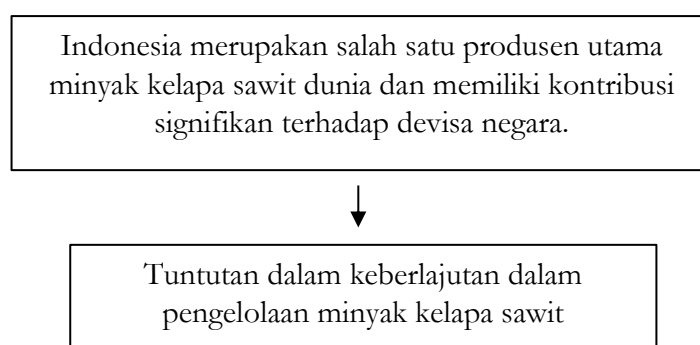 Indonesia merupakan salah satu produsen utama
minyak kelapa sawit dunia dan memiliki kontribusi
signifikan terhadap devisa negara.
Tuntutan dalam keberlajutan dalam
pengelolaan minyak kelapa sawit